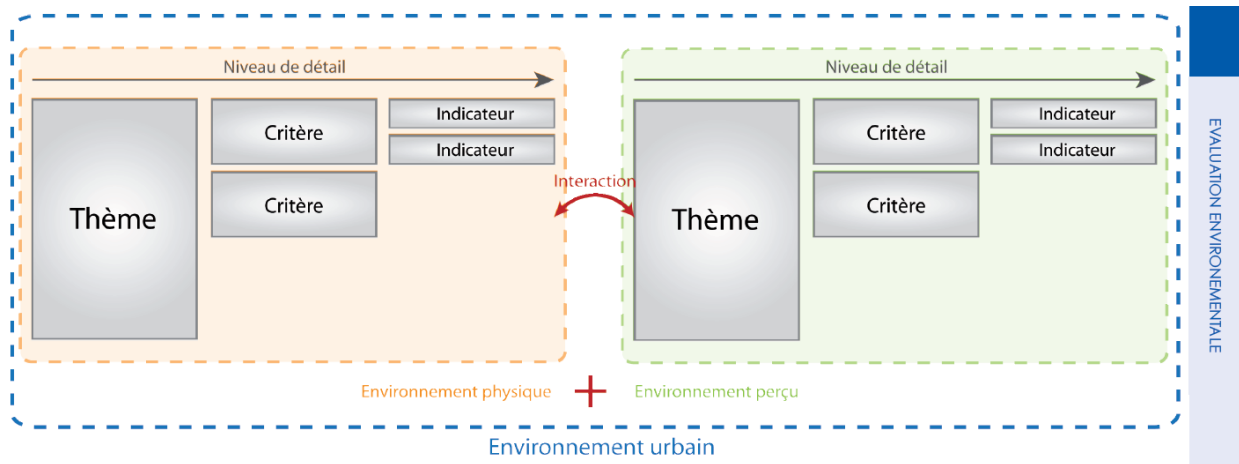 Niveau de détail
Thème
Critère
Indicateur
Indicateur
Critère
Interaction
Niveau de détail
Thème
Critère
Indicateur
Indicateur
Critère
Environnement physique
+
Environnement perçu
Environnement urbain
EVALUATION ENVIRONEMENTALE